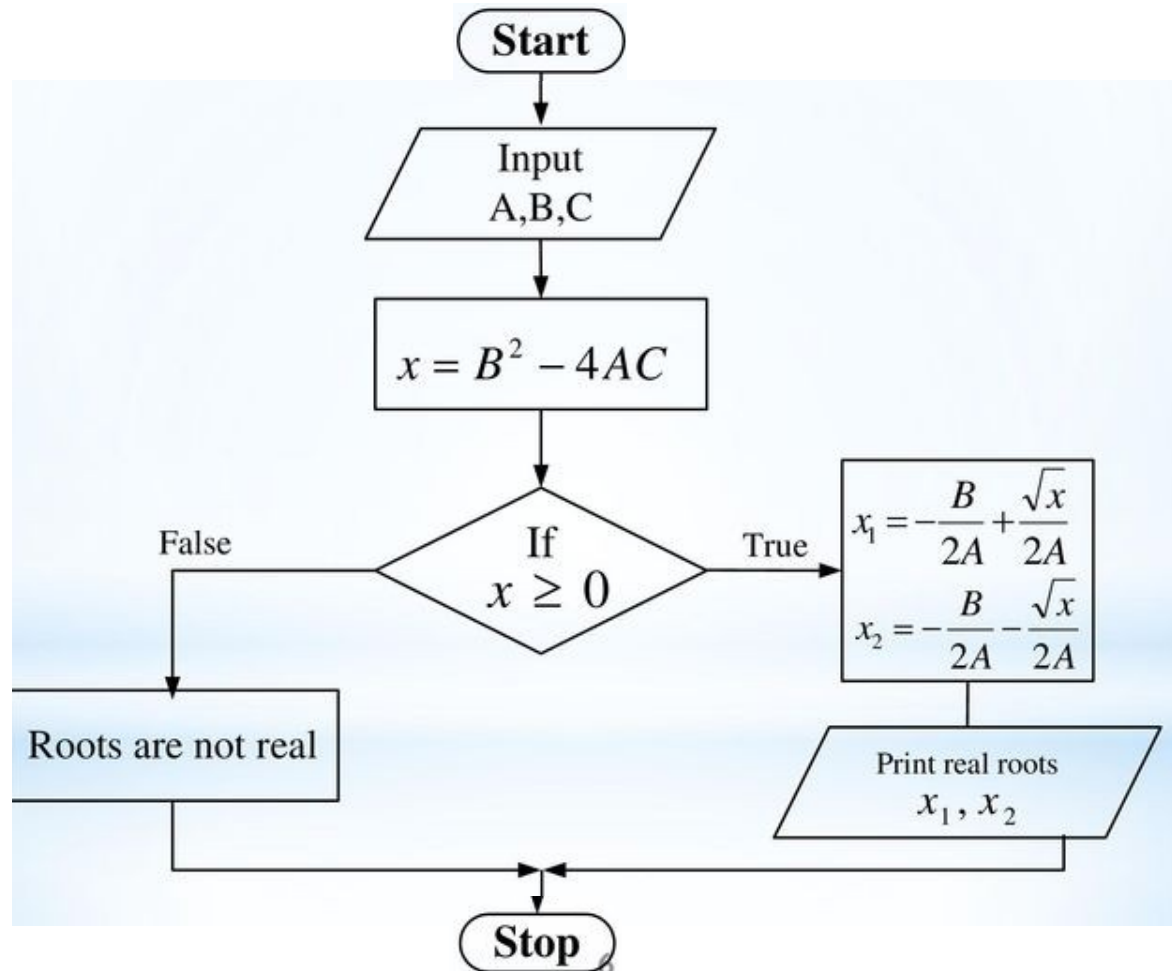 Start
Input
A,B,C
x = B² − 4AC
If
x ≥ 0
False
True
x₁ = −B/2A + √x/2A
x₂ = −B/2A − √x/2A
Roots are not real
Print real roots
x₁, x₂
Stop